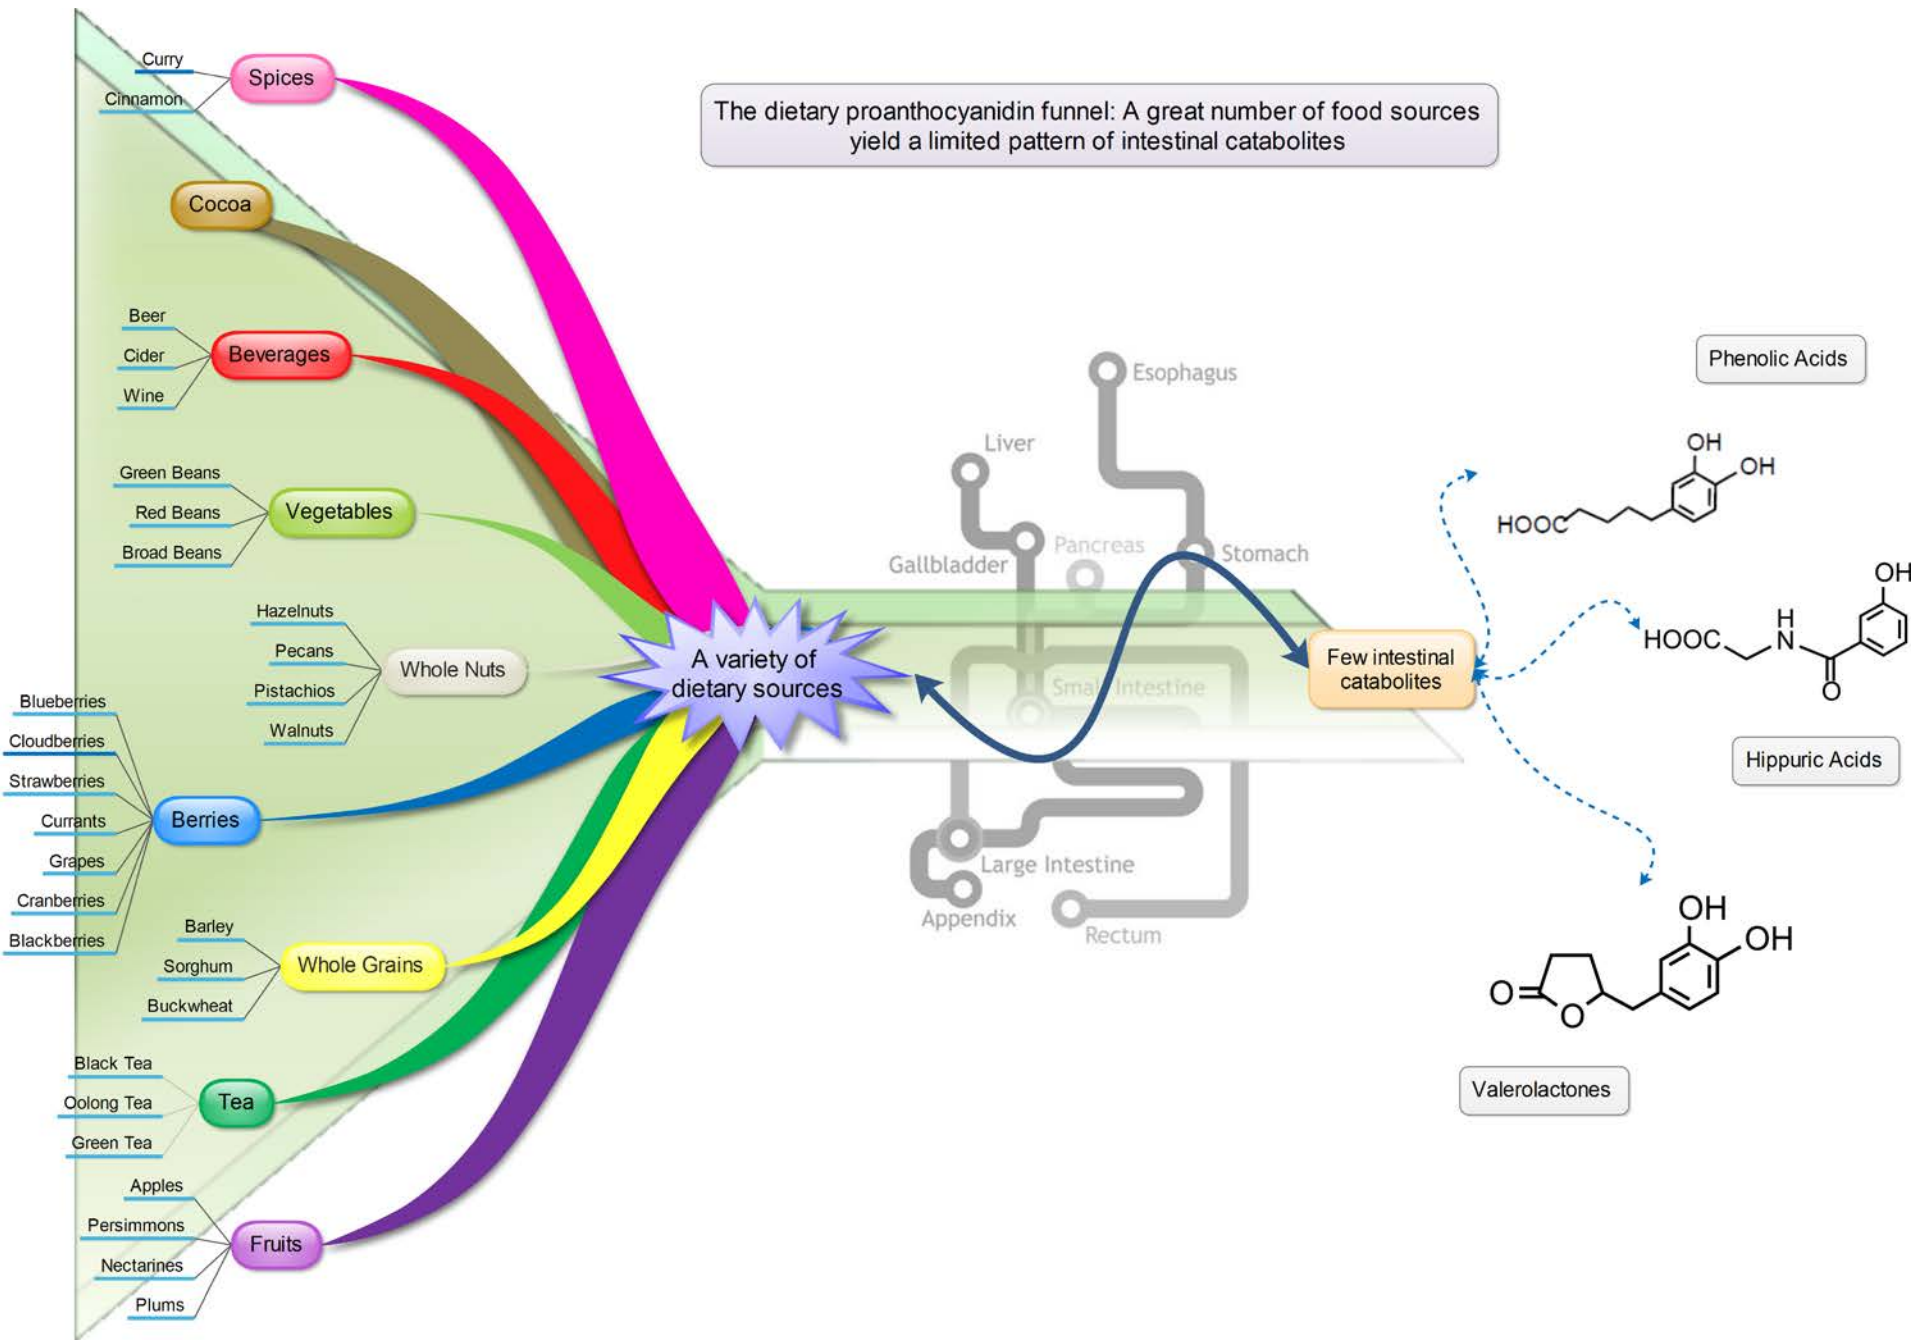 The dietary proanthocyanidin funnel: A great number of food sources
yield a limited pattern of intestinal catabolites
Curry
Cinnamon
Spices
Cocoa
Beer
Cider
Wine
Beverages
Green Beans
Red Beans
Broad Beans
Vegetables
Hazelnuts
Pecans
Pistachios
Walnuts
Whole Nuts
Blueberries
Cloudberries
Strawberries
Currants
Grapes
Cranberries
Blackberries
Berries
Barley
Sorghum
Buckwheat
Whole Grains
Black Tea
Oolong Tea
Green Tea
Tea
Apples
Persimmons
Nectarines
Plums
Fruits
A variety of
dietary sources
Esophagus
Liver
Gallbladder
Pancreas
Stomach
Small Intestine
Large Intestine
Appendix
Rectum
Few intestinal
catabolites
Phenolic Acids
OH
OH
HOOC
OH
HOOC
H
N
O
Hippuric Acids
OH
OH
O
O
Valerolactones